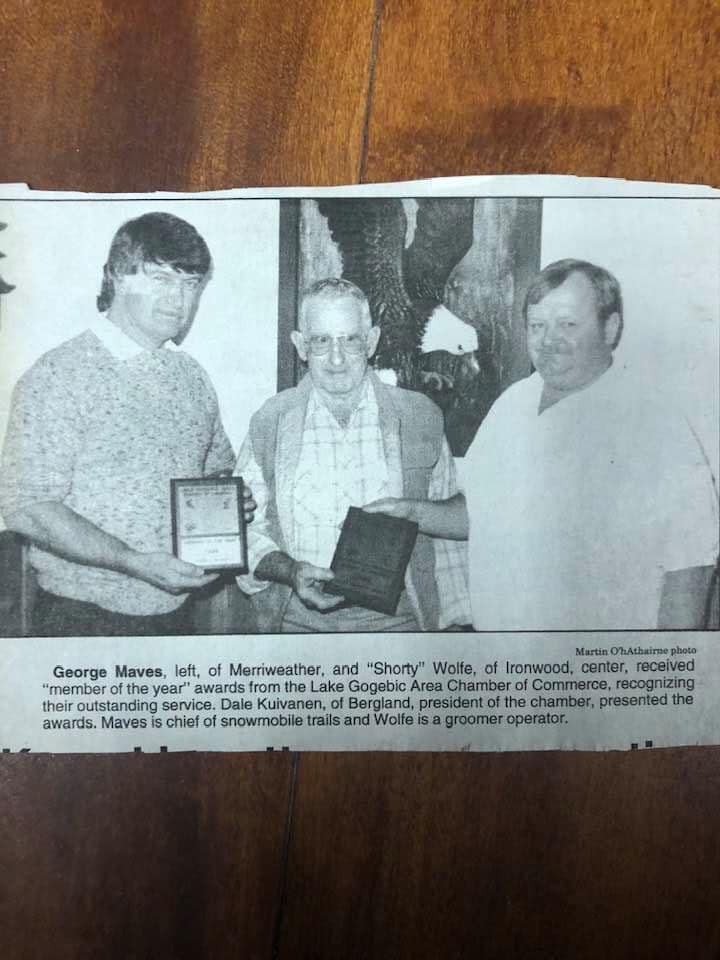 Martin O'hAthairne photo
George Maves, left, of Merriweather, and "Shorty" Wolfe, of Ironwood, center, received
"member of the year" awards from the Lake Gogebic Area Chamber of Commerce, recognizing
their outstanding service. Dale Kuivanen, of Bergland, president of the chamber, presented the
awards. Maves is chief of snowmobile trails and Wolfe is a groomer operator.